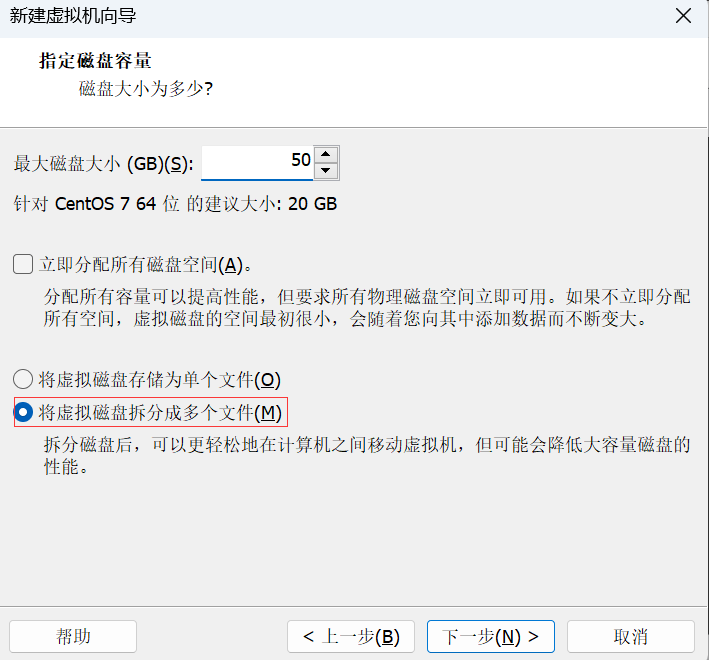 新建虚拟机向导
指定磁盘容量
磁盘大小为多少?
最大磁盘大小 (GB)(S): 50
针对 CentOS 7 64 位 的建议大小: 20 GB
立即分配所有磁盘空间(A)。
分配所有容量可以提高性能，但要求所有物理磁盘空间立即可用。如果不立即分配
所有空间，虚拟磁盘的空间最初很小，会随着您向其中添加数据而不断变大。
将虚拟磁盘存储为单个文件(O)
将虚拟磁盘拆分成多个文件(M)
拆分磁盘后，可以更轻松地在计算机之间移动虚拟机，但可能会降低大容量磁盘的
性能。
帮助 < 上一步(B) 下一步(N) > 取消